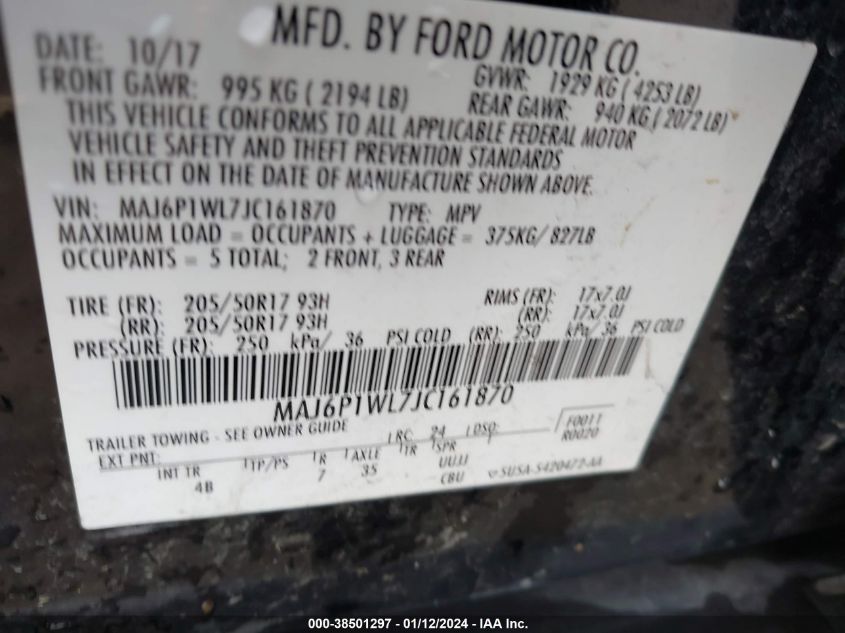 MFD. BY FORD MOTOR CO.
DATE: 10/17 GVWR: 1929 KG ( 4253 LB)
FRONT GAWR: 995 KG ( 2194 LB) REAR GAWR: 940 KG ( 2072 LB)
THIS VEHICLE CONFORMS TO ALL APPLICABLE FEDERAL MOTOR
VEHICLE SAFETY AND THEFT PREVENTION STANDARDS
IN EFFECT ON THE DATE OF MANUFACTURE SHOWN ABOVE.
VIN: MAJ6P1WL7JC161870 TYPE: MPV
MAXIMUM LOAD = OCCUPANTS + LUGGAGE = 375KG/ 827LB
OCCUPANTS = 5 TOTAL; 2 FRONT, 3 REAR
TIRE (FR): 205/50R17 93H RIMS (FR): 17x7.0J
(RR): 205/50R17 93H (RR): 17x7.0J
PRESSURE (FR): 250 kPa/ 36 PSI COLD (RR): 250 kPa/ 36 PSI COLD
MAJ6P1WL7JC161870
TRAILER TOWING - SEE OWNER GUIDE LRC: 24 LDSO: F0011
EXT PNT: R0020
INT TR TP/PS R AXLE TR SPR
4B 7 35 UUJJ
CBU SUSA-5420472-AA
000-38501297 - 01/12/2024 - IAA Inc.